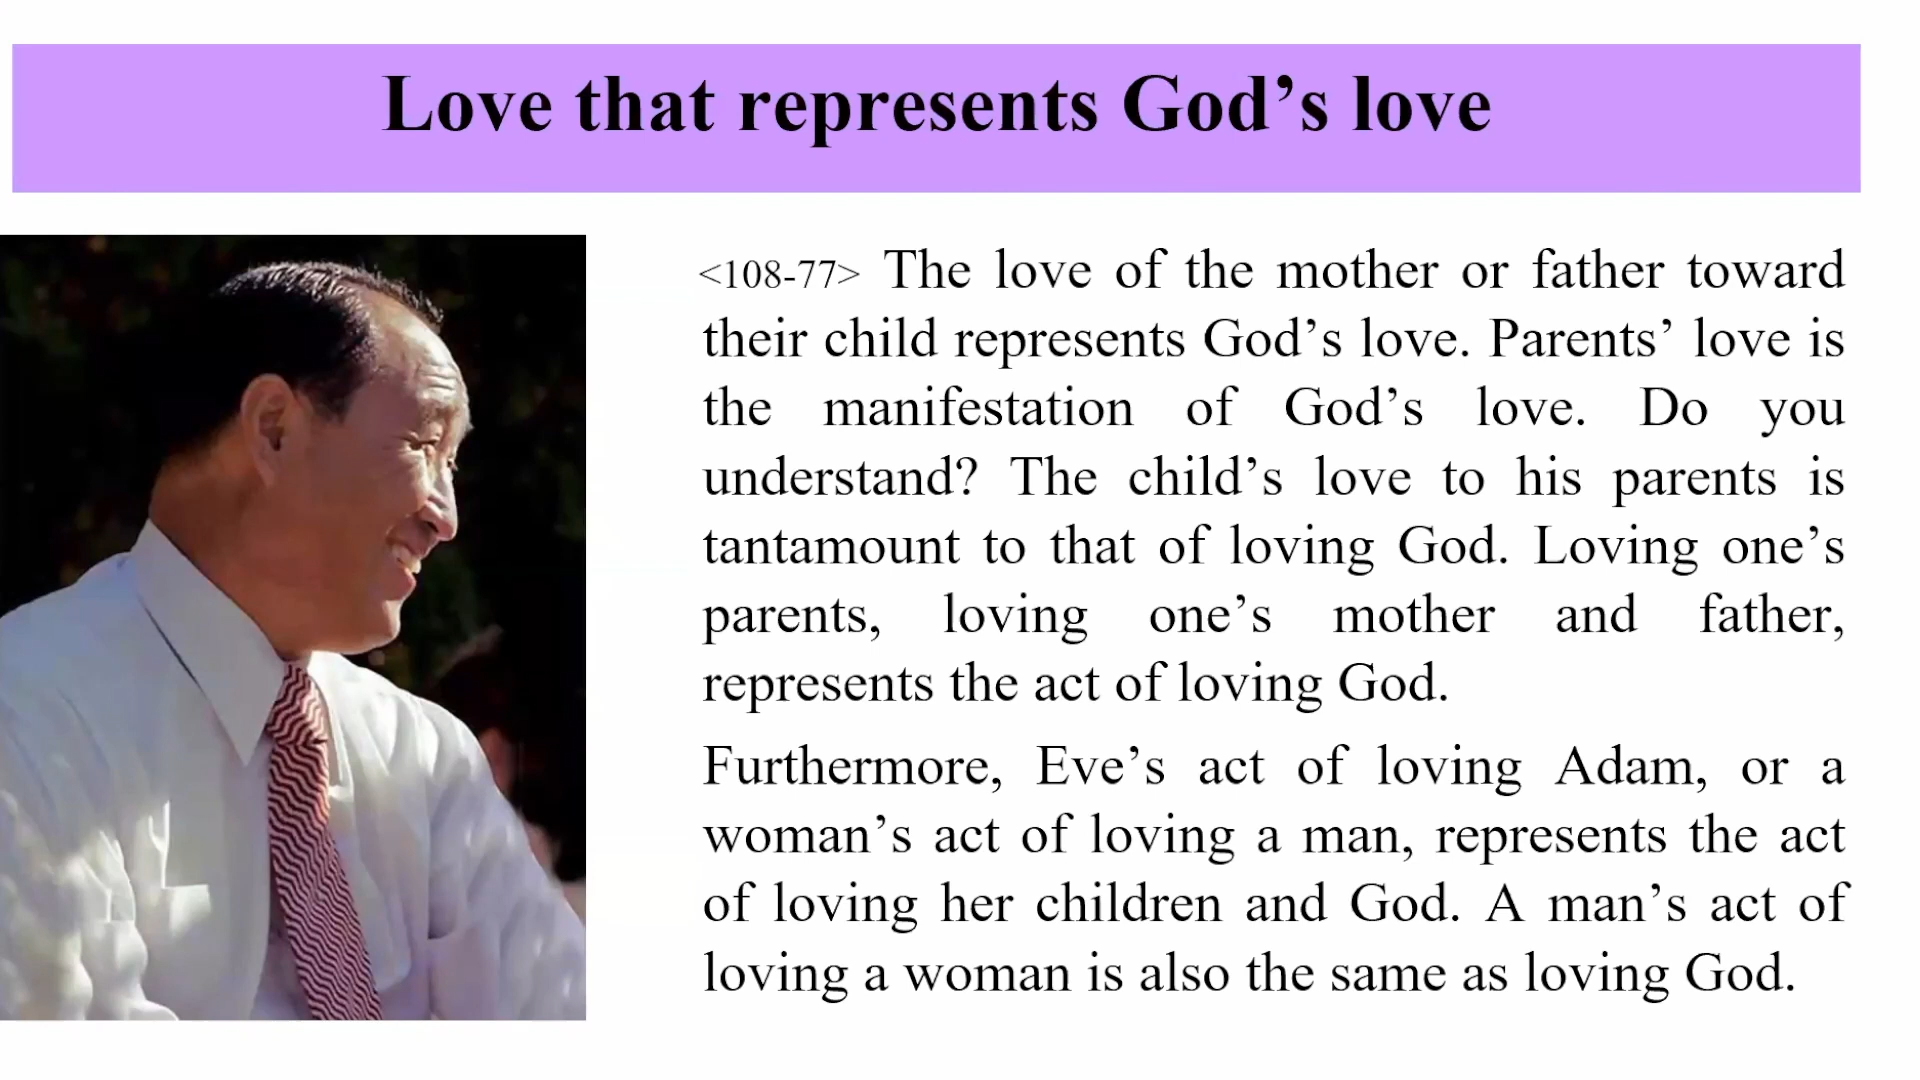 Love that represents God’s love
<108-77> The love of the mother or father toward
their child represents God’s love. Parents’ love is
the manifestation of God’s love. Do you
understand? The child’s love to his parents is
tantamount to that of loving God. Loving one’s
parents, loving one’s mother and father,
represents the act of loving God.
Furthermore, Eve’s act of loving Adam, or a
woman’s act of loving a man, represents the act
of loving her children and God. A man’s act of
loving a woman is also the same as loving God.